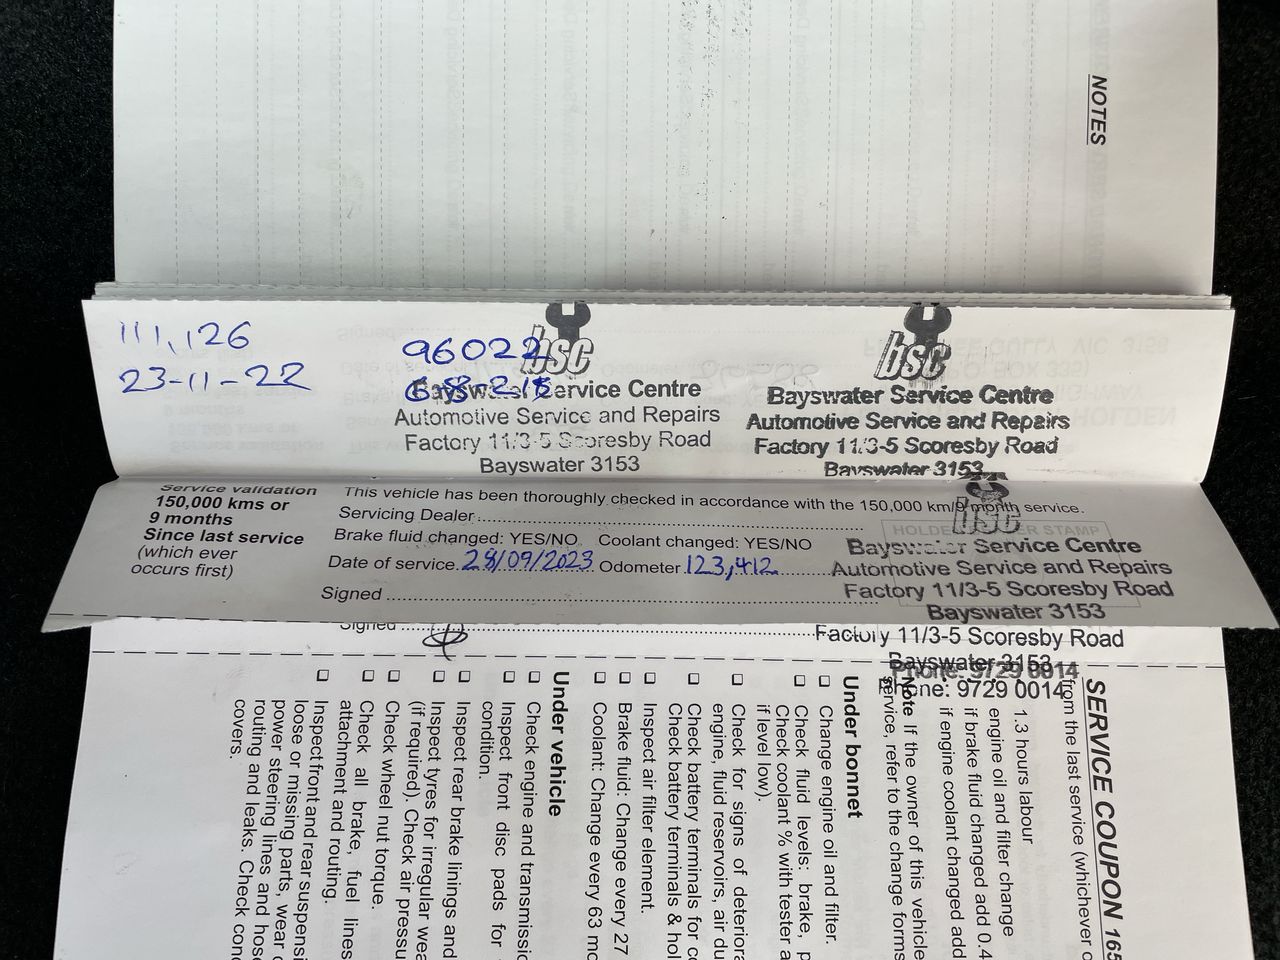 NOTES
111,126
23-11-22
96022
bsc
Service Centre
Automotive Service and Repairs
Factory 11/3-5 Scoresby Road
Bayswater 3153
bsc
Bayswater Service Centre
Automotive Service and Repairs
Factory 11/3-5 Scoresby Road
Bayswater 3153
Service validation
150,000 kms or
9 months
Since last service
(which ever
occurs first)
This vehicle has been thoroughly checked in accordance with the 150,000 km/9 month service.
Servicing Dealer
Brake fluid changed: YES/NO Coolant changed: YES/NO
Date of service 28/09/2023 Odometer 123,412
Signed
bsc
Bayswater Service Centre
Automotive Service and Repairs
Factory 11/3-5 Scoresby Road
Bayswater 3153
Signed
Factory 11/3-5 Scoresby Road
Bayswater 3153
Phone: 9729 0014
Phone: 9729 0014
SERVICE COUPON 165
from the last service (whichever
1.3 hours labour
engine oil and filter change
if brake fluid changed add 0.4
if engine coolant changed add
Note If the owner of this vehicle
service, refer to the change forms
Under bonnet
☐ Change engine oil and filter.
☐ Check fluid levels: brake,
Check coolant % with tester
if level low).
☐ Check for signs of
engine, fluid reservoirs, air
☐ Check battery terminals for
Check battery terminals &
☐ Inspect air filter element.
☐ Brake fluid: Change every 27
☐ Coolant: Change every 63
Under vehicle
☐ Check engine and
☐ Inspect front disc pads for
condition.
☐ Inspect rear brake linings and
☐ Inspect tyres for irregular
(if required). Check air
☐ Check wheel nut torque.
☐ Check all brake, fuel lines
attachment and routing.
☐ Inspect front and rear
loose or missing parts, wear
power steering lines and
routing and leaks. Check
covers.